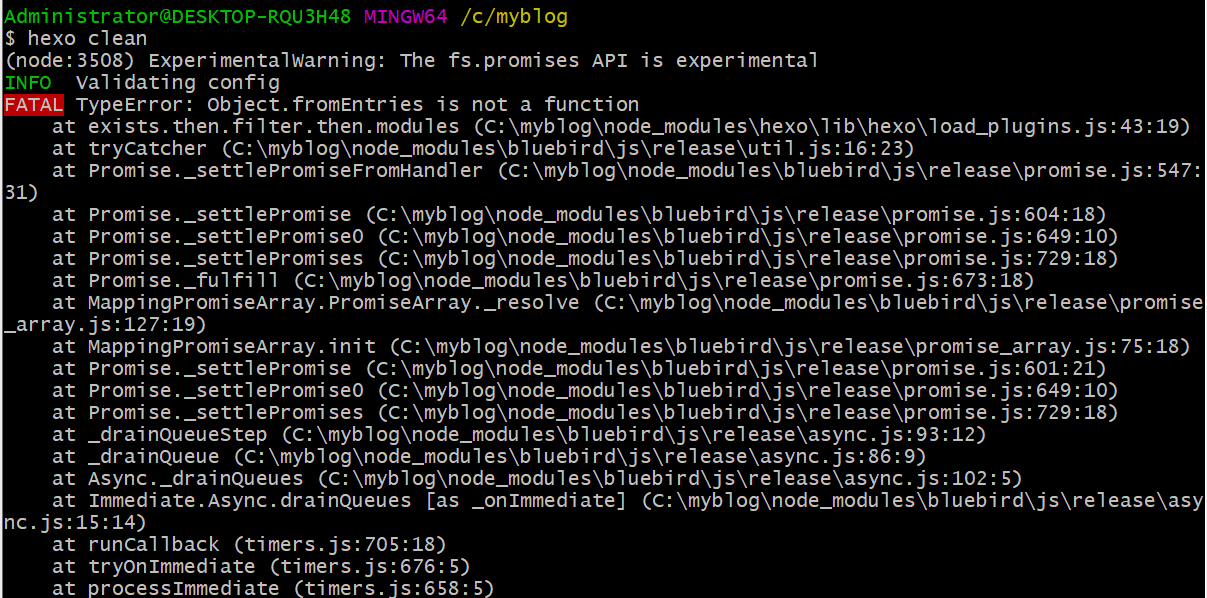 Administrator@DESKTOP-RQU3H48 MINGW64 /c/myblog
$ hexo clean
(node:3508) ExperimentalWarning: The fs.promises API is experimental
INFO  Validating config
FATAL TypeError: Object.fromEntries is not a function
    at exists.then.filter.then.modules (C:\myblog\node_modules\hexo\lib\hexo\load_plugins.js:43:19)
    at tryCatcher (C:\myblog\node_modules\bluebird\js\release\util.js:16:23)
    at Promise._settlePromiseFromHandler (C:\myblog\node_modules\bluebird\js\release\promise.js:547:
31)
    at Promise._settlePromise (C:\myblog\node_modules\bluebird\js\release\promise.js:604:18)
    at Promise._settlePromise0 (C:\myblog\node_modules\bluebird\js\release\promise.js:649:10)
    at Promise._settlePromises (C:\myblog\node_modules\bluebird\js\release\promise.js:729:18)
    at Promise._fulfill (C:\myblog\node_modules\bluebird\js\release\promise.js:673:18)
    at MappingPromiseArray.PromiseArray._resolve (C:\myblog\node_modules\bluebird\js\release\promise
_array.js:127:19)
    at MappingPromiseArray.init (C:\myblog\node_modules\bluebird\js\release\promise_array.js:75:18)
    at Promise._settlePromise (C:\myblog\node_modules\bluebird\js\release\promise.js:601:21)
    at Promise._settlePromise0 (C:\myblog\node_modules\bluebird\js\release\promise.js:649:10)
    at Promise._settlePromises (C:\myblog\node_modules\bluebird\js\release\promise.js:729:18)
    at _drainQueueStep (C:\myblog\node_modules\bluebird\js\release\async.js:93:12)
    at _drainQueue (C:\myblog\node_modules\bluebird\js\release\async.js:86:9)
    at Async._drainQueues (C:\myblog\node_modules\bluebird\js\release\async.js:102:5)
    at Immediate.Async.drainQueues [as _onImmediate] (C:\myblog\node_modules\bluebird\js\release\asy
nc.js:15:14)
    at runCallback (timers.js:705:18)
    at tryOnImmediate (timers.js:676:5)
    at processImmediate (timers.js:658:5)